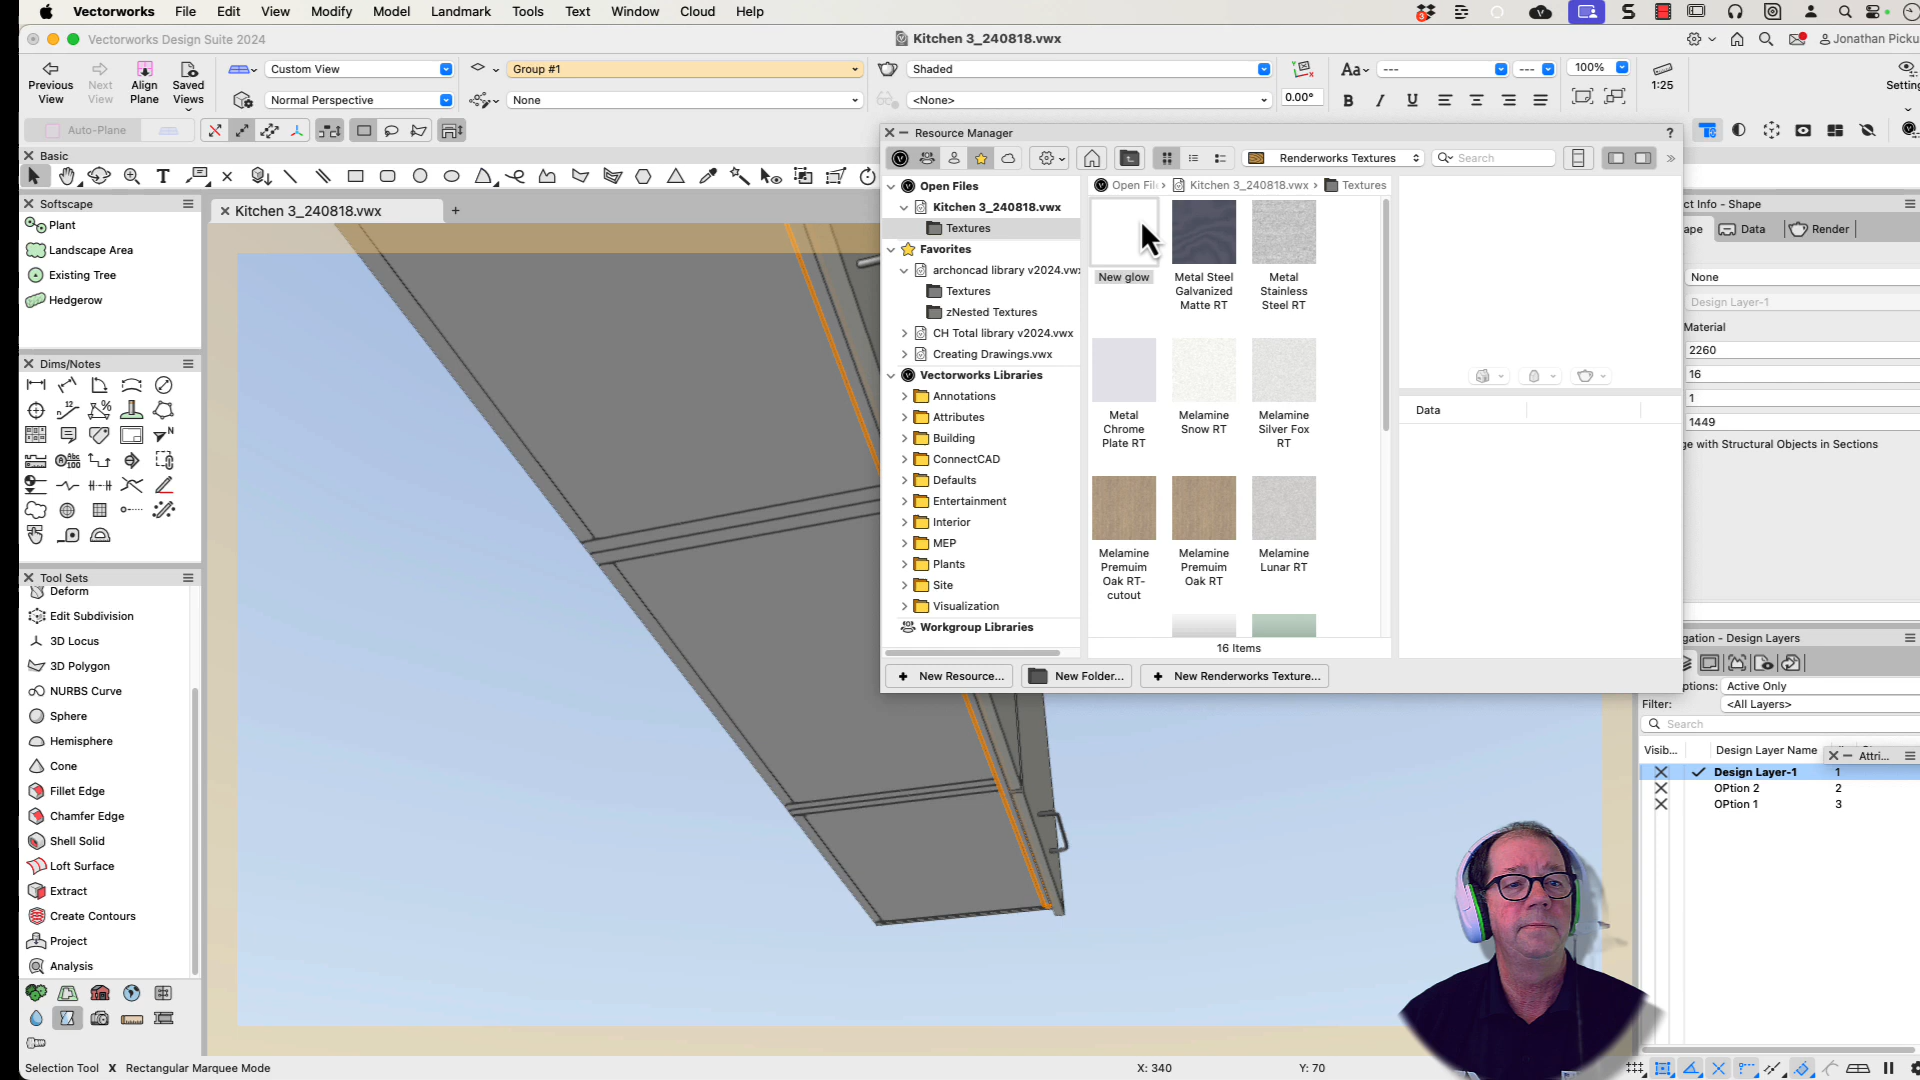 Vectorworks File Edit View Modify Model Landmark Tools Text Window Cloud Help
3
Vectorworks Design Suite 2024
Kitchen 3_240818.vwx
Jonathan Picku
Previous View
Next View
Align Plane
Saved Views
Custom View
Normal Perspective
Group #1
None
Shaded
<None>
0.00°
Aa
---
---
100%
B I U
1:25
Setting
Auto-Plane
Basic
Softscape
Plant
Landscape Area
Existing Tree
Hedgerow
Dims/Notes
Tool Sets
Deform
Edit Subdivision
3D Locus
3D Polygon
NURBS Curve
Sphere
Hemisphere
Cone
Fillet Edge
Chamfer Edge
Shell Solid
Loft Surface
Extract
Create Contours
Project
Analysis
Kitchen 3_240818.vwx
Resource Manager
?
Renderworks Textures
Search
Open Files
Kitchen 3_240818.vwx
Textures
Favorites
archoncad library v2024.vwx
Textures
zNested Textures
CH Total library v2024.vwx
Creating Drawings.vwx
Vectorworks Libraries
Annotations
Attributes
Building
ConnectCAD
Defaults
Entertainment
Interior
MEP
Plants
Site
Visualization
Workgroup Libraries
Open Fil
Kitchen 3_240818.vwx
Textures
New glow
Metal Steel Galvanized Matte RT
Metal Stainless Steel RT
Metal Chrome Plate RT
Melamine Snow RT
Melamine Silver Fox RT
Melamine Premuim Oak RT-cutout
Melamine Premuim Oak RT
Melamine Lunar RT
16 Items
New Resource...
New Folder...
New Renderworks Texture...
Data
ct Info - Shape
ape
Data
Render
None
Design Layer-1
Material
2260
16
1
1449
ge with Structural Objects in Sections
gation - Design Layers
ptions:
Active Only
Filter:
<All Layers>
Search
Visib...
Design Layer Name
Attri...
Design Layer-1 1
OPtion 2 2
OPtion 1 3
Selection Tool X Rectangular Marquee Mode
X: 340
Y: 70